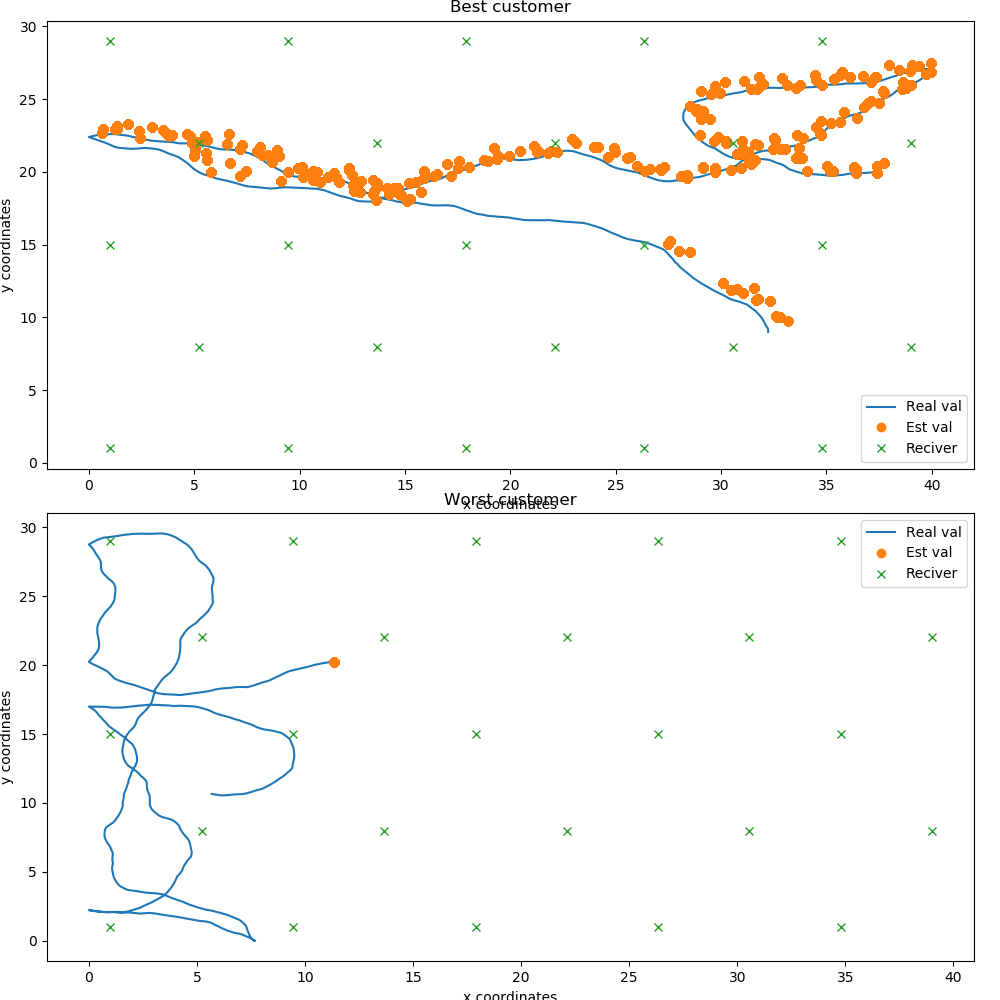 Best customer
30
25
20
15
10
5
0
y coordinates
Real val
Est val
Reciver
0 5 10 15 20 25 30 35 40
x coordinates
Worst customer
30
25
20
15
10
5
0
y coordinates
Real val
Est val
Reciver
0 5 10 15 20 25 30 35 40
x coordinates